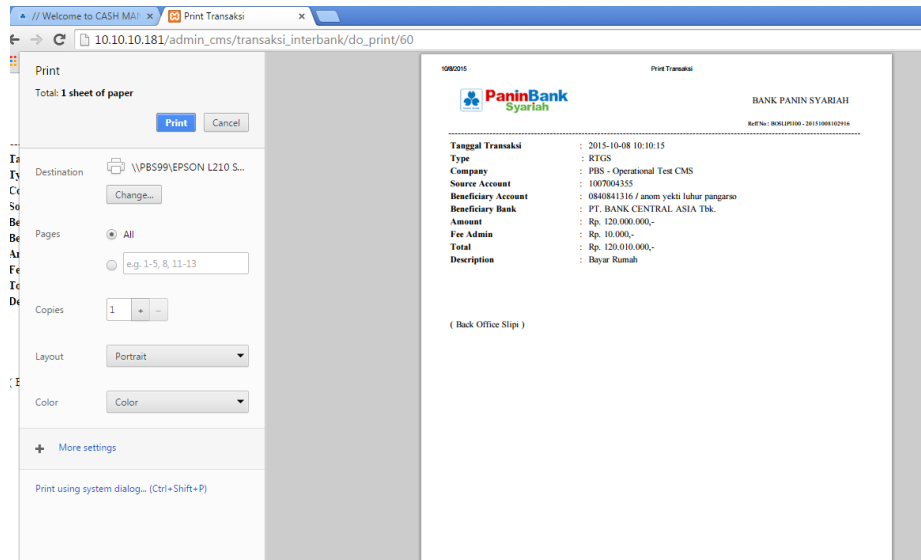 // Welcome to CASH MAN
Print Transaksi
10.10.10.181/admin_cms/transaksi_interbank/do_print/60
Print
Total: 1 sheet of paper
Print Cancel
Destination \\PBS99\EPSON L210 S...
Change...
Pages All
e.g. 1-5, 8, 11-13
Copies 1 + -
Layout Portrait
Color Color
+ More settings
Print using system dialog... (Ctrl+Shift+P)
10/8/2015 Print Transaksi
PaninBank
Syariah
BANK PANIN SYARIAH
Reff No : BOSLIPI100 - 20151008102916
Tanggal Transaksi : 2015-10-08 10:10:15
Type : RTGS
Company : PBS - Operational Test CMS
Source Account : 1007004355
Beneficiary Account : 0840841316 / anom yekti luhur pangarso
Beneficiary Bank : PT. BANK CENTRAL ASIA Tbk.
Amount : Rp. 120.000.000,-
Fee Admin : Rp. 10.000,-
Total : Rp. 120.010.000,-
Description : Bayar Rumah
( Back Office Slipi )